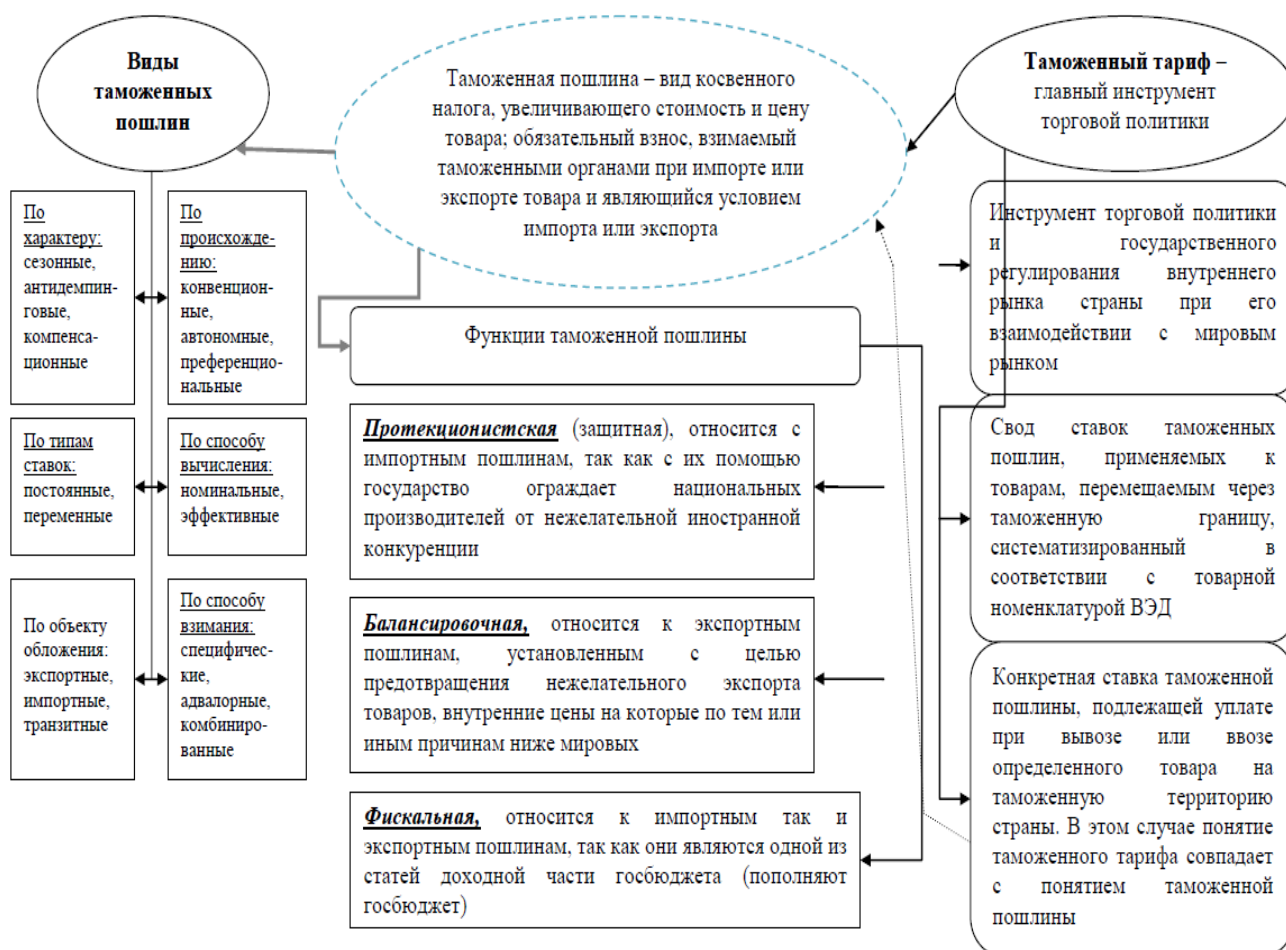 Виды
таможенных
пошлин
По
характеру:
сезонные,
антидемпин-
говые,
компенса-
ционные
По
происхожде-
нию:
конвенцион-
ные,
автономные,
преференцио-
нальные
По типам
ставок:
постоянные,
переменные
По способу
вычисления:
номинальные,
эффективные
По объекту
обложения:
экспортные,
импортные,
транзитные
По способу
взимания:
специфичес-
кие,
адвалорные,
комбиниро-
ванные
Таможенная пошлина – вид косвенного
налога, увеличивающего стоимость и цену
товара; обязательный взнос, взимаемый
таможенными органами при импорте или
экспорте товара и являющийся условием
импорта или экспорта
Функции таможенной пошлины
Протекционистская (защитная), относится с
импортным пошлинам, так как с их помощью
государство ограждает национальных
производителей от нежелательной иностранной
конкуренции
Балансировочная, относится к экспортным
пошлинам, установленным с целью
предотвращения нежелательного экспорта
товаров, внутренние цены на которые по тем или
иным причинам ниже мировых
Фискальная, относится к импортным так и
экспортным пошлинам, так как они являются одной из
статей доходной части госбюджета (пополняют
госбюджет)
Таможенный тариф –
главный инструмент
торговой политики
Инструмент торговой политики
и государственного
регулирования внутреннего
рынка страны при его
взаимодействии с мировым
рынком
Свод ставок таможенных
пошлин, применяемых к
товарам, перемещаемым через
таможенную границу,
систематизированный в
соответствии с товарной
номенклатурой ВЭД
Конкретная ставка таможенной
пошлины, подлежащей уплате
при вывозе или ввозе
определенного товара на
таможенную территорию
страны. В этом случае понятие
таможенного тарифа совпадает
с понятием таможенной
пошлины